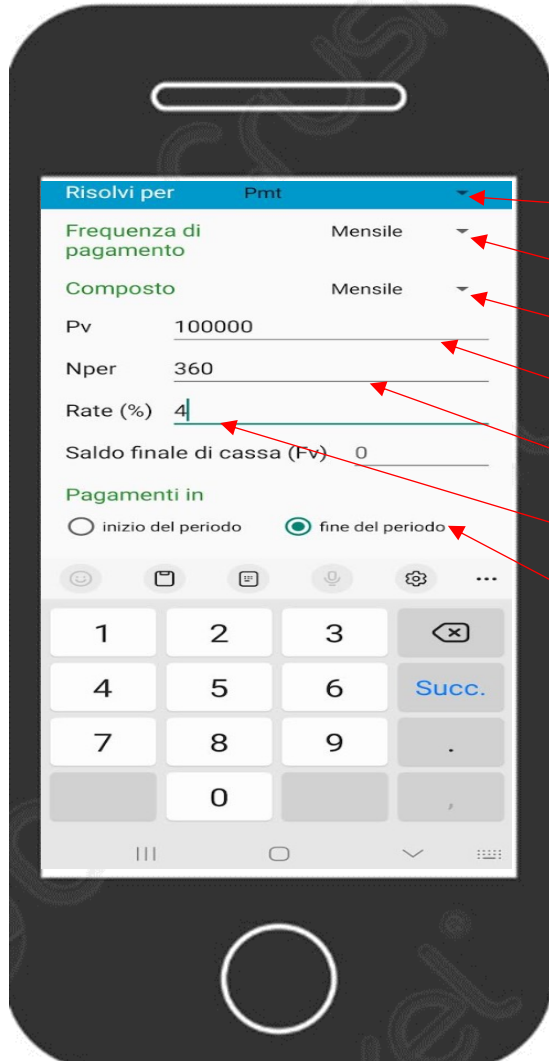 Risolvi per Pmt
Frequenza di Mensile
pagamento
Composto Mensile
Pv 100000
Nper 360
Rate (%) 4
Saldo finale di cassa (Fv) 0
Pagamenti in
inizio del periodo fine del periodo
1 2 3
4 5 6 Succ.
7 8 9 .
0 ,